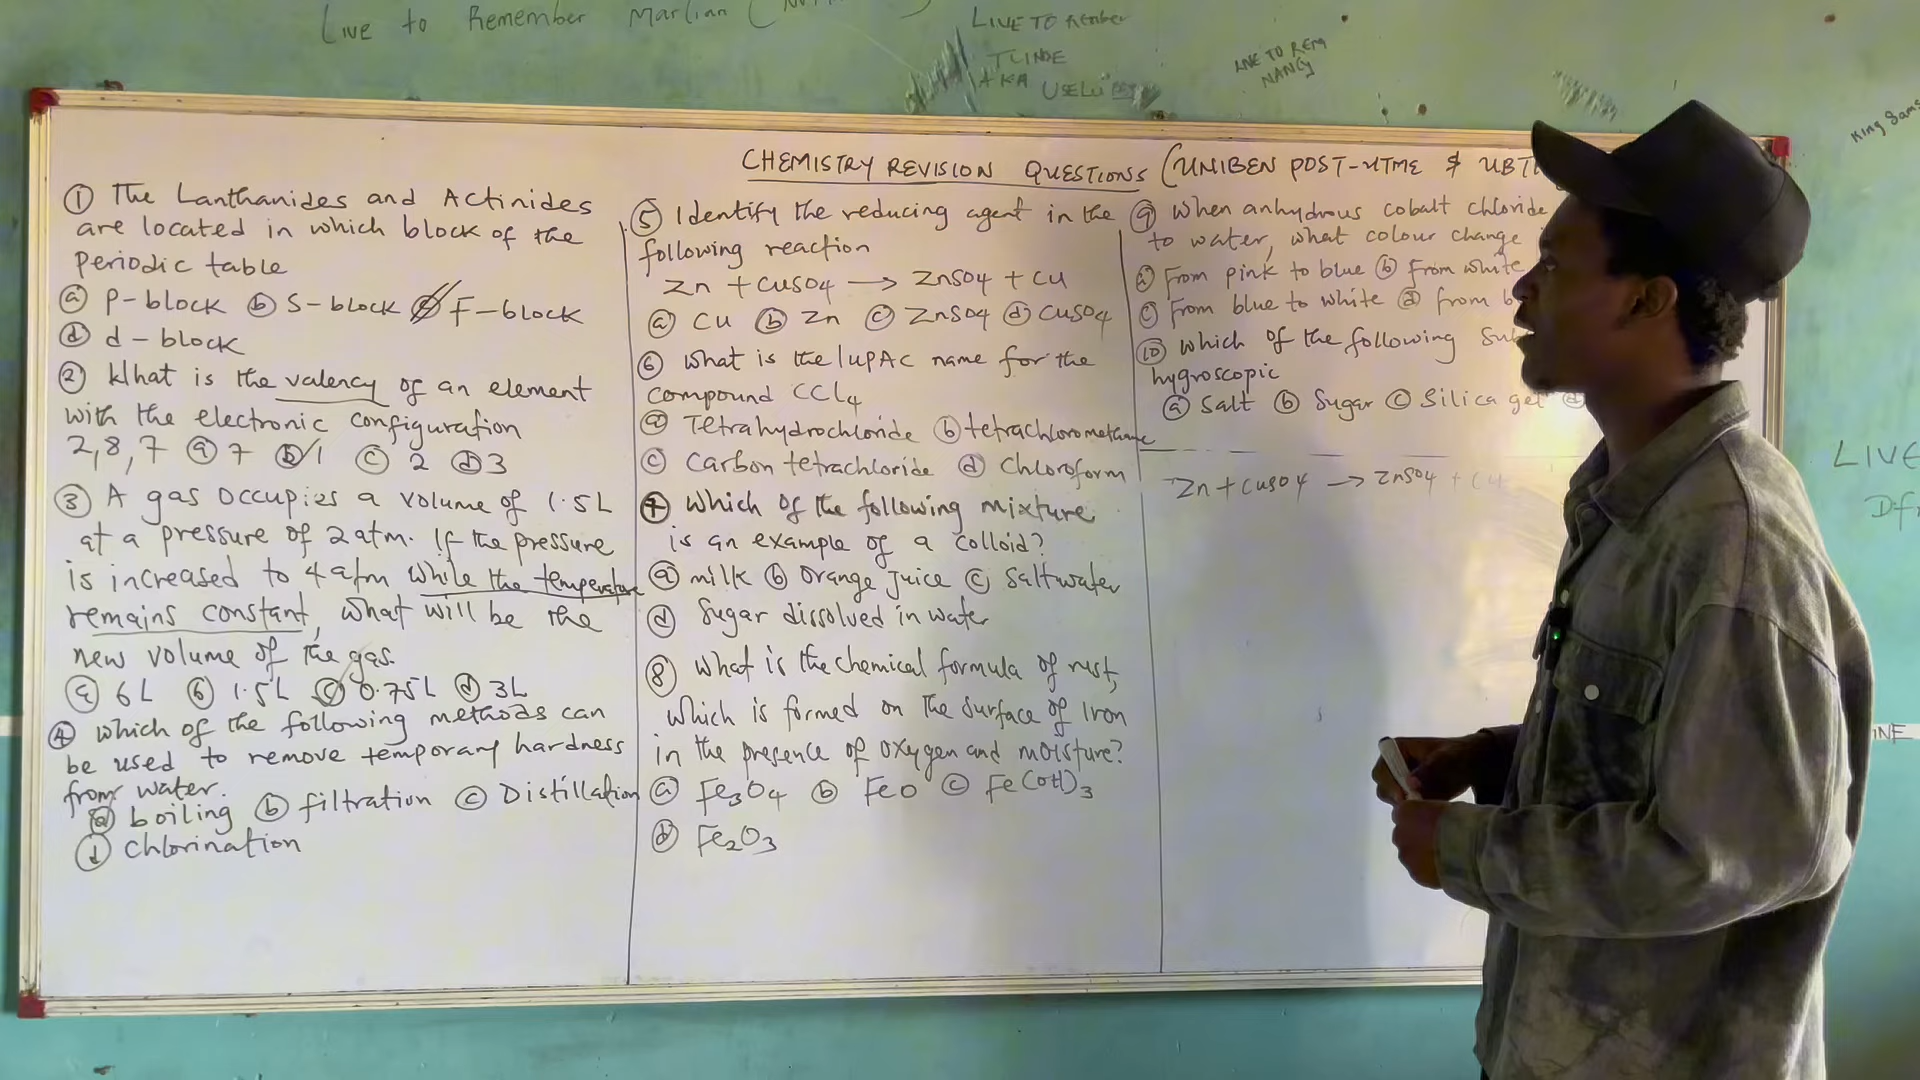 LIVE to Remember Marlian (
LIVE TO Rember
TUNDE
AKA USELU
LIVE TO REM
NANCY
King Sams
CHEMISTRY REVISION QUESTIONS (UNIBEN POST-UTME & UBT
① The Lanthanides and Actinides
are located in which block of the
periodic table
ⓐ P-block ⓑ S-block ⓒ F-block
ⓓ d-block
② What is the valency of an element
with the electronic configuration
2,8,7 ⓐ 7 ⓑ 1 ⓒ 2 ⓓ 3
③ A gas occupies a volume of 1.5L
at a pressure of 2atm. If the pressure
is increased to 4atm while the temperature
remains constant, what will be the
new volume of the gas.
ⓐ 6L ⓑ 1.5L ⓒ 0.75L ⓓ 3L
④ which of the following methods can
be used to remove temporary hardness
from water.
ⓐ boiling ⓑ filtration ⓒ Distillation
ⓓ Chlorination
⑤ Identify the reducing agent in the
following reaction
Zn + CuSO4 → ZnSO4 + Cu
ⓐ Cu ⓑ Zn ⓒ ZnSO4 ⓓ CuSO4
⑥ What is the IUPAC name for the
compound CCl4
ⓐ Tetrahydrochloride ⓑ tetrachloromethane
ⓒ Carbon tetrachloride ⓓ Chloroform
⑦ Which of the following mixture
is an example of a colloid?
ⓐ milk ⓑ Orange Juice ⓒ Saltwater
ⓓ Sugar dissolved in water
⑧ What is the chemical formula of rust,
which is formed on the surface of Iron
in the presence of oxygen and moisture?
ⓐ Fe3O4 ⓑ FeO ⓒ Fe(OH)3
ⓓ Fe2O3
⑨ When anhydrous cobalt chloride
to water, what colour change
ⓐ From pink to blue ⓑ From white
ⓒ From blue to white ⓓ from b
⑩ which of the following Sub
hygroscopic
ⓐ Salt ⓑ Sugar ⓒ Silica gel ⓓ
Zn + CuSO4 → ZnSO4 + Cu
LIVE